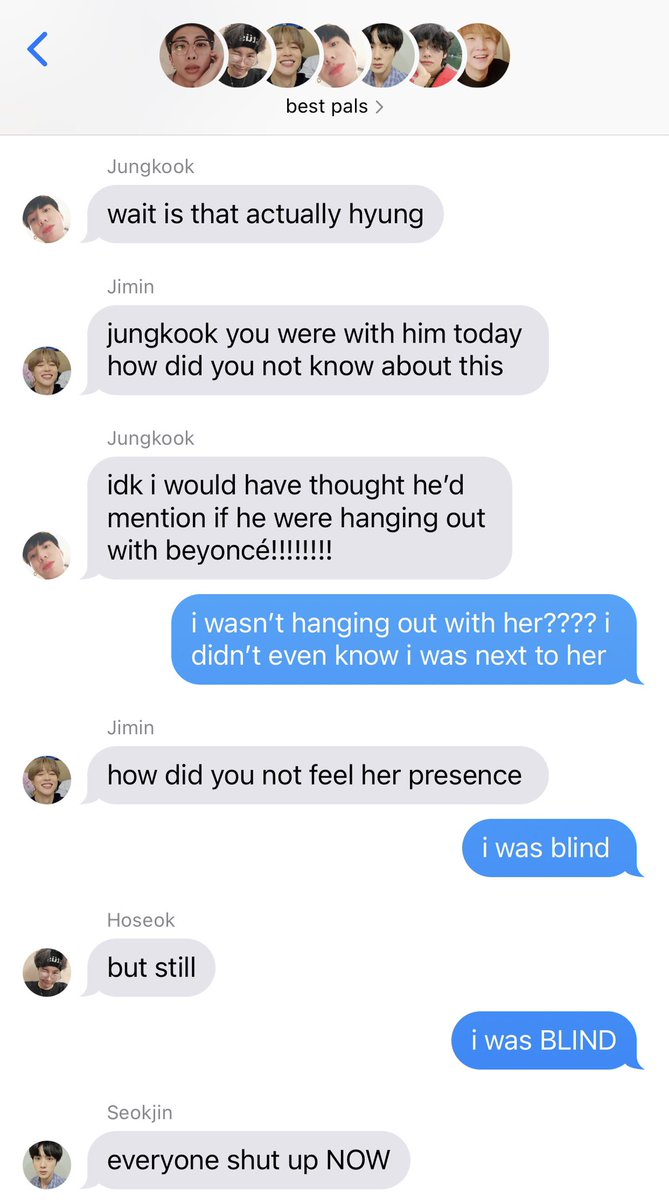 best pals >
Jungkook
wait is that actually hyung
Jimin
jungkook you were with him today
how did you not know about this
Jungkook
idk i would have thought he’d
mention if he were hanging out
with beyoncé!!!!!!!!
i wasn’t hanging out with her???? i
didn’t even know i was next to her
Jimin
how did you not feel her presence
i was blind
Hoseok
but still
i was BLIND
Seokjin
everyone shut up NOW